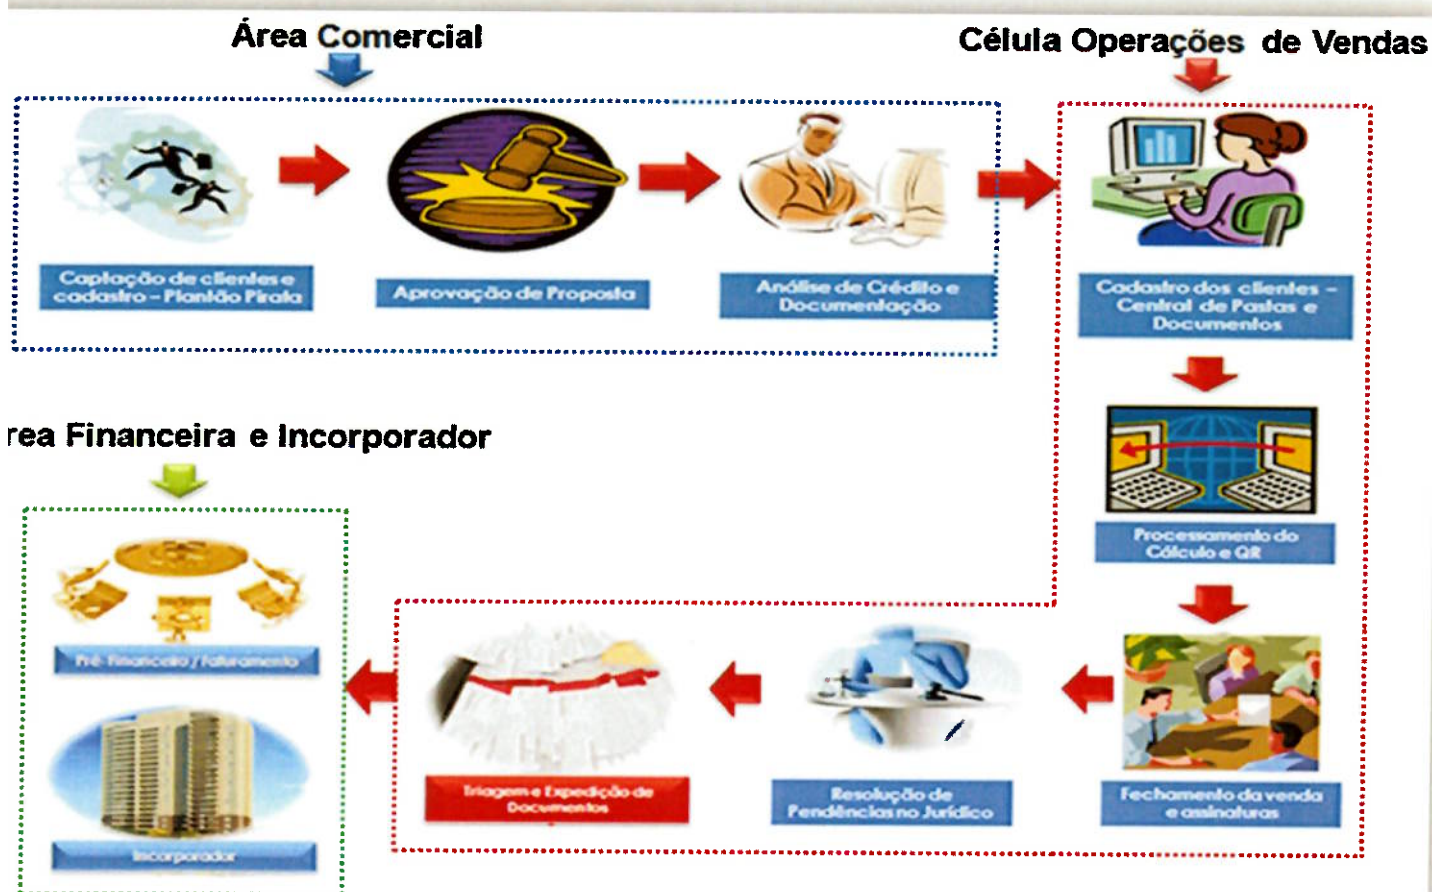 Área Comercial
Célula Operações de Vendas
Captação de clientes e
cadastro – Plantão Pirata
Aprovação de Proposta
Análise de Crédito e
Documentação
Cadastro dos clientes –
Central de Pastas e
Documentos
Processamento do
Cálculo e QR
Fechamento da venda
e assinaturas
Resolução de
Pendências no Jurídico
Triagem e Expedição de
Documentos
rea Financeira e Incorporador
Pré-Financeiro / Faturamento
Incorporador